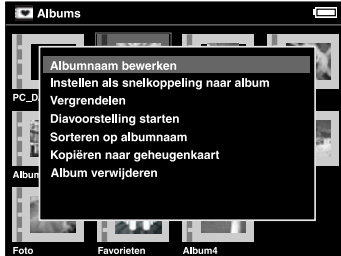 Albums
Albumnaam bewerken
Instellen als snelkoppeling naar album
Vergrendelen
Diavoorstelling starten
Sorteren op albumnaam
Kopiëren naar geheugenkaart
Album verwijderen
PC_D
Album
Foto
Favorieten
Album4